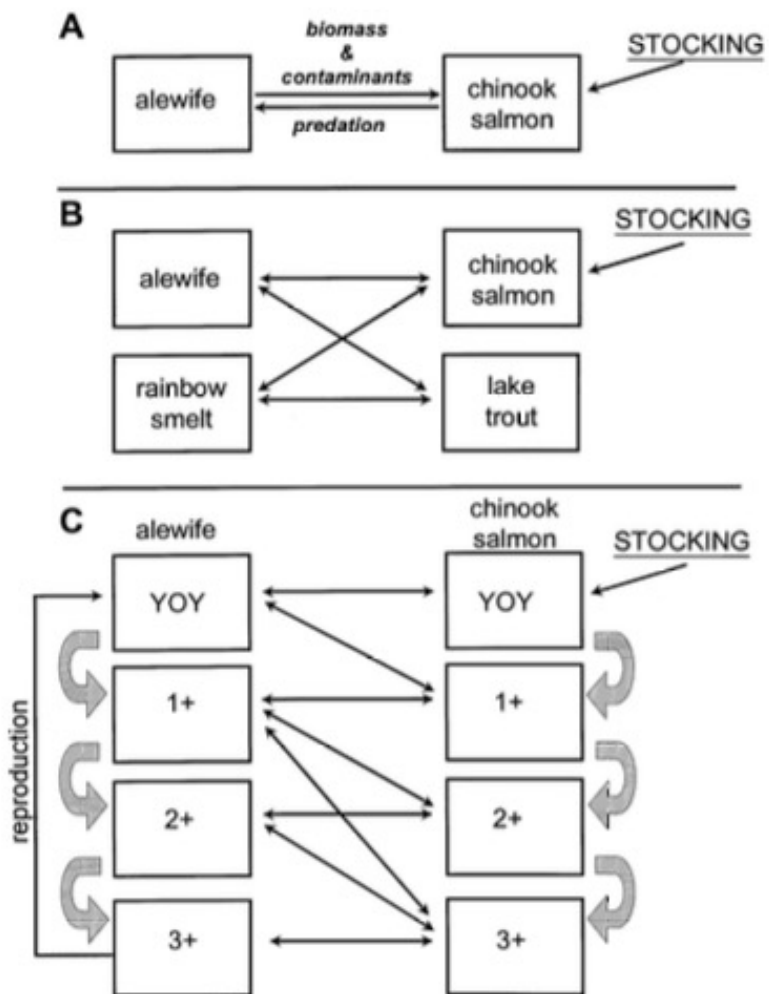 A
biomass
&
contaminants
STOCKING
alewife
chinook
salmon
predation
B
STOCKING
alewife
chinook
salmon
rainbow
smelt
lake
trout
C
alewife
chinook
salmon
STOCKING
YOY
YOY
1+
1+
reproduction
2+
2+
3+
3+